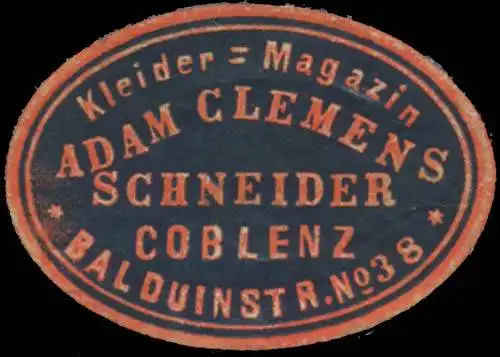 Kleider = Magazin
ADAM CLEMENS
SCHNEIDER
COBLENZ
* BALDUINSTR. No 38 *